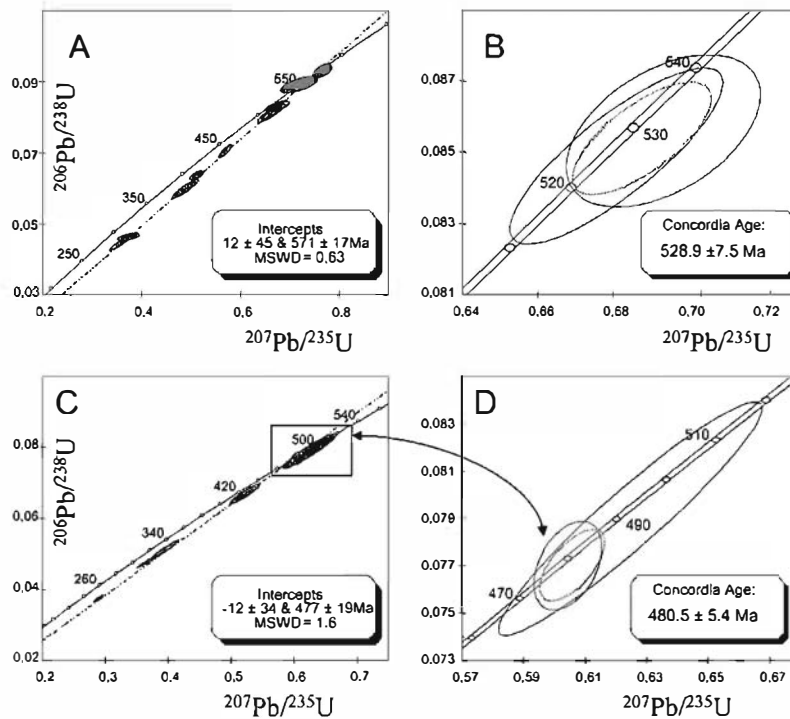 A
206Pb/238U
0.09
0.07
0.05
0.03
550
450
350
250
Intercepts
12 ± 45 & 571 ± 17Ma
MSWD = 0.63
0.2
0.4
0.6
0.8
207Pb/235U
B
0.087
0.085
0.083
0.081
540
530
520
Concordia Age:
528.9 ±7.5 Ma
0.64
0.66
0.68
0.70
0.72
207Pb/235U
C
206Pb/238U
0.10
0.08
0.06
0.04
0.02
540
500
420
340
260
Intercepts
-12 ± 34 & 477 ± 19Ma
MSWD = 1.6
0.2
0.3
0.4
0.5
0.6
0.7
207Pb/235U
D
0.083
0.081
0.079
0.077
0.075
0.073
510
490
470
Concordia Age:
480.5 ± 5.4 Ma
0.57
0.59
0.61
0.63
0.65
0.67
207Pb/235U